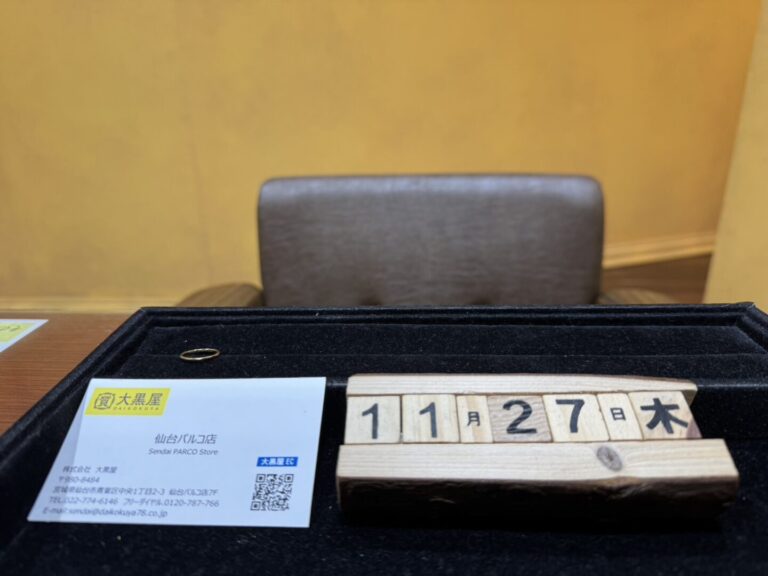 大黒屋
DAIKOKUYA
仙台パルコ店
Sendai PARCO Store
大黒屋 EC
株式会社 大黒屋
〒980-8484
宮城県仙台市青葉区中央1丁目2-3 仙台パルコ店7F
TEL.022-774-6146 フリーダイヤル.0120-787-766
E-mail:sendai@daikokuya78.co.jp
11月27日木